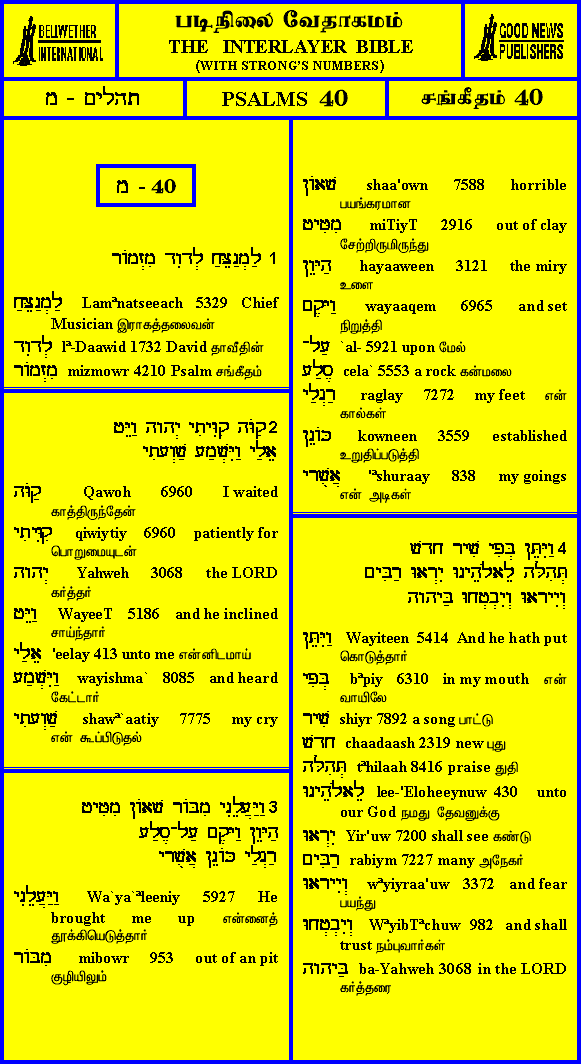 BELLWETHER
INTERNATIONAL
படிநிலை வேதாகமம்
THE INTERLAYER BIBLE
(WITH STRONG'S NUMBERS)
GOOD NEWS
PUBLISHERS
תהלים - מ
PSALMS 40
சங்கீதம் 40
מ - 40
1 לַמְנַצֵּחַ לְדָוִד מִזְמוֹר
לַמְנַצֵּחַ Lamªnatseeach 5329 Chief
Musician இராகத்தலைவன்
לְדָוִד lª-Daawid 1732 David தாவீதின்
מִזְמוֹר mizmowr 4210 Psalm சங்கீதம்
2 קַוֹּה קִוִּיתִי יְהוָה וַיֵּט
אֵלַי וַיִּשְׁמַע שַׁוְעָתִי
קַוֹּה Qawoh 6960 I waited
காத்திருந்தேன்
קִוִּיתִי qiwiytiy 6960 patiently for
பொறுமையுடன்
יְהוָה Yahweh 3068 the LORD
கர்த்தர்
וַיֵּט WayeeT 5186 and he inclined
சாய்ந்தார்
אֵלַי 'eelay 413 unto me என்னிடமாய்
וַיִּשְׁמַע wayishma` 8085 and heard
கேட்டார்
שַׁוְעָתִי shawª`aatiy 7775 my cry
என் கூப்பிடுதல்
3 וַיַּעֲלֵנִי מִבּוֹר שָׁאוֹן מִטִּיט
הַיָּוֵן וַיָּקֶם עַל-סֶלַע
רַגְלַי כּוֹנֵן אֲשֻׁרָי
וַיַּעֲלֵנִי Wa`ya`ªleeniy 5927 He
brought me up என்னைத்
தூக்கியெடுத்தார்
מִבּוֹר mibowr 953 out of an pit
குழியிலும்
שָׁאוֹן shaa'own 7588 horrible
பயங்கரமான
מִטִּיט miTiyT 2916 out of clay
சேற்றிருமிருந்து
הַיָּוֵן hayaaween 3121 the miry
உளை
וַיָּקֶם wayaaqem 6965 and set
நிறுத்தி
עַל- `al- 5921 upon மேல்
סֶלַע cela` 5553 a rock கன்மலை
רַגְלַי raglay 7272 my feet என்
கால்கள்
כּוֹנֵן kowneen 3559 established
உறுதிப்படுத்தி
אֲשֻׁרָי 'ªshuraay 838 my goings
என் அடிகள்
4 וַיִּתֵּן בְּפִי שִׁיר חָדָשׁ
תְּהִלָּה לֵאלֹהֵינוּ יִרְאוּ רַבִּים
וְיִירָאוּ וְיִבְטְחוּ בַּיהוָה
וַיִּתֵּן Wayiteen 5414 And he hath put
கொடுத்தார்
בְּפִי bªpiy 6310 in my mouth என்
வாயிலே
שִׁיר shiyr 7892 a song பாட்டு
חָדָשׁ chaadaash 2319 new புது
תְּהִלָּה tªhilaah 8416 praise துதி
לֵאלֹהֵינוּ lee-'Eloheeynuw 430 unto
our God நமது தேவனுக்கு
יִרְאוּ Yir'uw 7200 shall see கண்டு
רַבִּים rabiym 7227 many அநேகர்
וְיִירָאוּ wªyiyraa'uw 3372 and fear
பயந்து
וְיִבְטְחוּ WªyibTªchuw 982 and shall
trust நம்புவார்கள்
בַּיהוָה ba-Yahweh 3068 in the LORD
கர்த்தரை